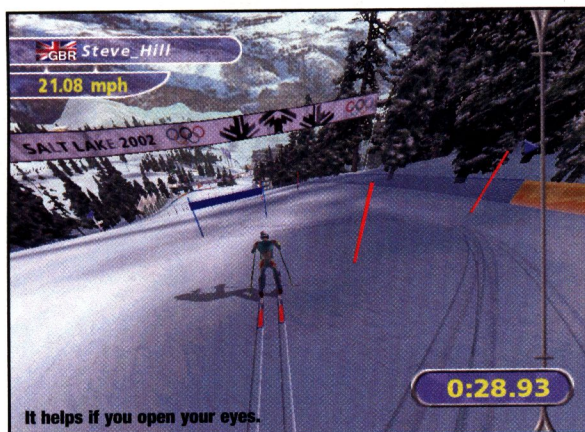 GBR Steve_Hill
21.08 mph
SALT LAKE 2002
0:28.93
It helps if you open your eyes.